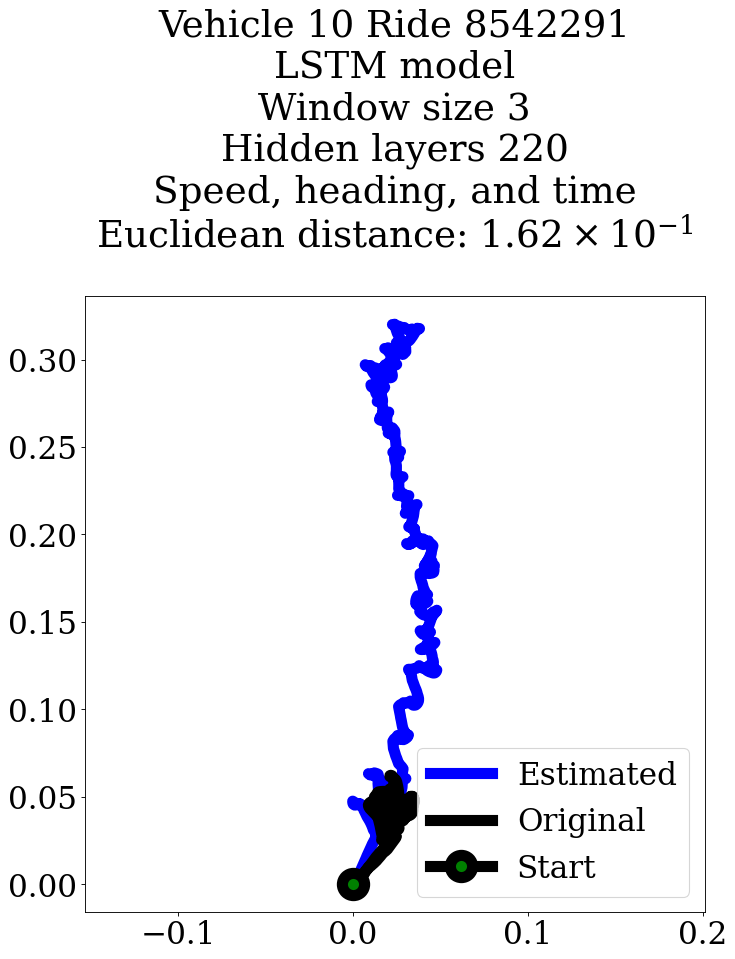 Vehicle 10 Ride 8542291
LSTM model
Window size 3
Hidden layers 220
Speed, heading, and time
Euclidean distance: 1.62 × 10⁻¹
0.30
0.25
0.20
0.15
0.10
0.05
0.00
Estimated
Original
Start
−0.1 0.0 0.1 0.2